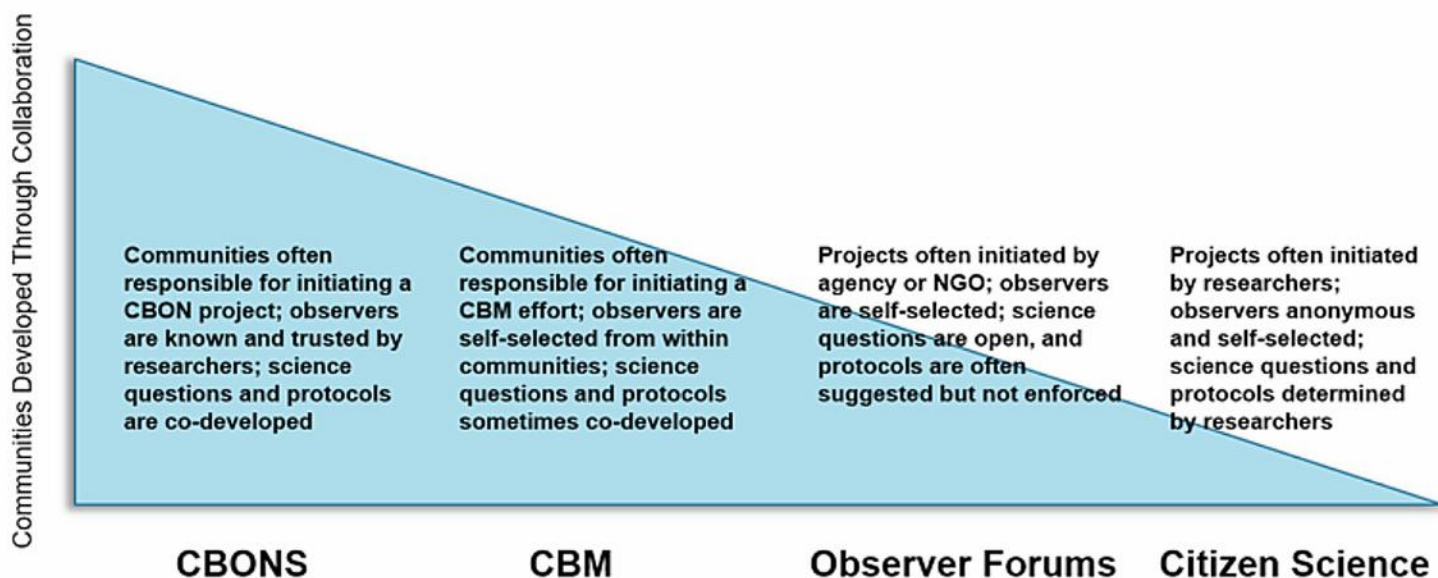 Communities Developed Through Collaboration
Communities often
responsible for initiating a
CBON project; observers
are known and trusted by
researchers; science
questions and protocols
are co-developed
Communities often
responsible for initiating a
CBM effort; observers are
self-selected from within
communities; science
questions and protocols
sometimes co-developed
Projects often initiated by
agency or NGO; observers
are self-selected; science
questions are open, and
protocols are often
suggested but not enforced
Projects often initiated
by researchers;
observers anonymous
and self-selected;
science questions and
protocols determined
by researchers
CBONS
CBM
Observer Forums
Citizen Science